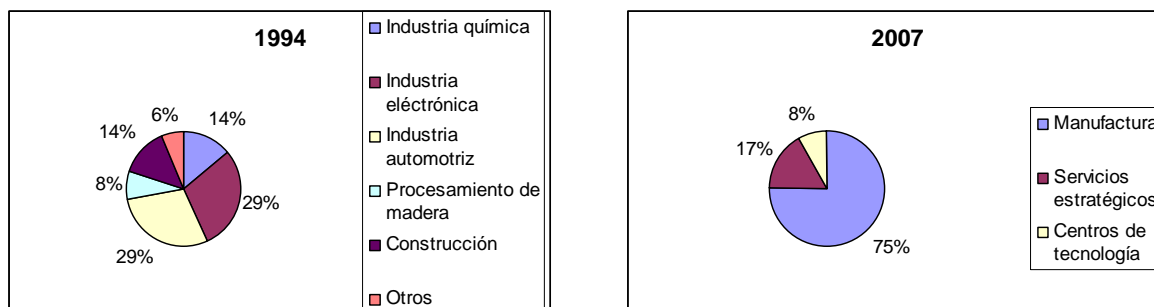 1994
6%
14%
14%
8%
29%
29%
Industria química
Industria
eléctrónica
Industria
automotriz
Procesamiento de
madera
Construcción
Otros
2007
8%
17%
75%
Manufactura
Servicios
estratégicos
Centros de
tecnología